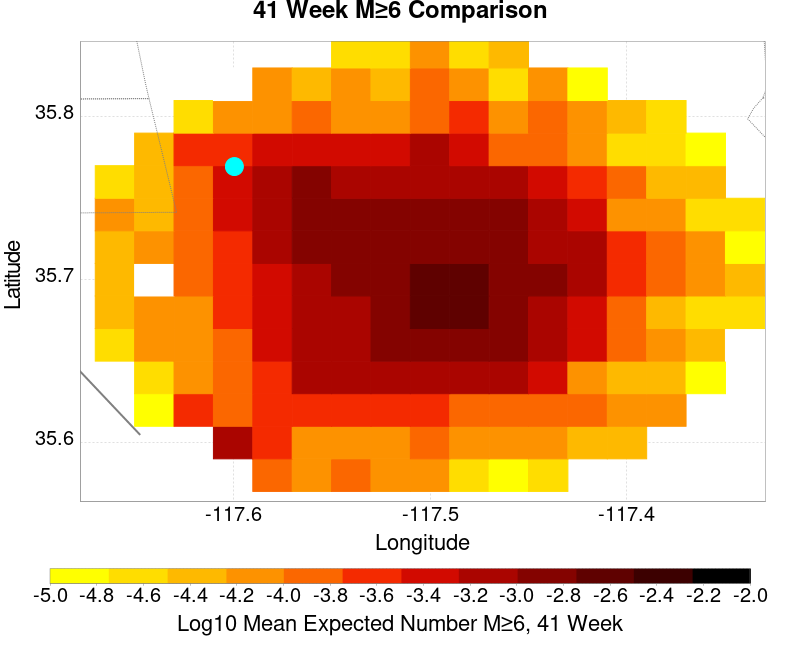 41 Week M≥6 Comparison
35.8
35.7
35.6
Latitude
-117.6 -117.5 -117.4
Longitude
-5.0 -4.8 -4.6 -4.4 -4.2 -4.0 -3.8 -3.6 -3.4 -3.2 -3.0 -2.8 -2.6 -2.4 -2.2 -2.0
Log10 Mean Expected Number M≥6, 41 Week